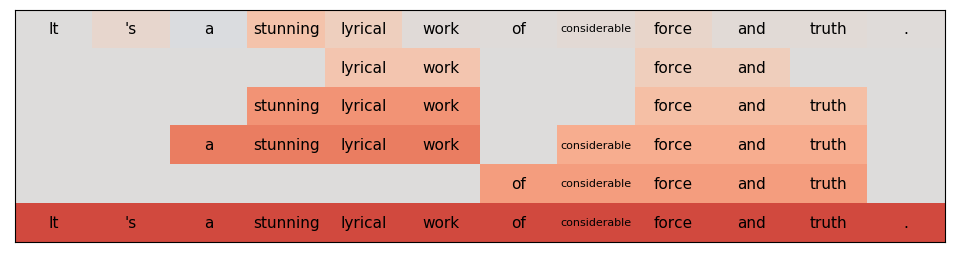 It 's a stunning lyrical work of considerable force and truth .
lyrical work force and
stunning lyrical work force and truth
a stunning lyrical work considerable force and truth
of considerable force and truth
It 's a stunning lyrical work of considerable force and truth .